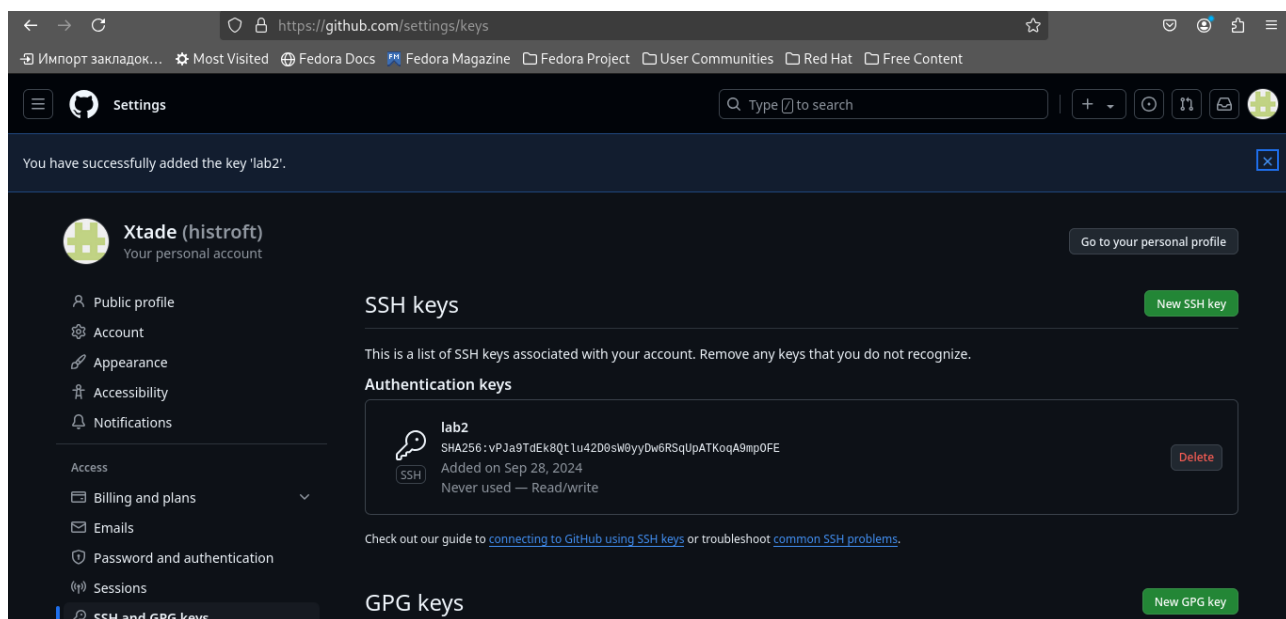 https://github.com/settings/keys
Импорт закладок... Most Visited Fedora Docs Fedora Magazine Fedora Project User Communities Red Hat Free Content
Settings
Type / to search
You have successfully added the key 'lab2'.
Xtade (histroft)
Your personal account
Go to your personal profile
Public profile
Account
Appearance
Accessibility
Notifications
Access
Billing and plans
Emails
Password and authentication
Sessions
SSH and GPG keys
SSH keys
New SSH key
This is a list of SSH keys associated with your account. Remove any keys that you do not recognize.
Authentication keys
SSH
lab2
SHA256:vPJa9TdEk8Qtlu42D0sW0yyDw6RSqUpATKoqA9mpOFE
Added on Sep 28, 2024
Never used — Read/write
Delete
Check out our guide to connecting to GitHub using SSH keys or troubleshoot common SSH problems.
GPG keys
New GPG key